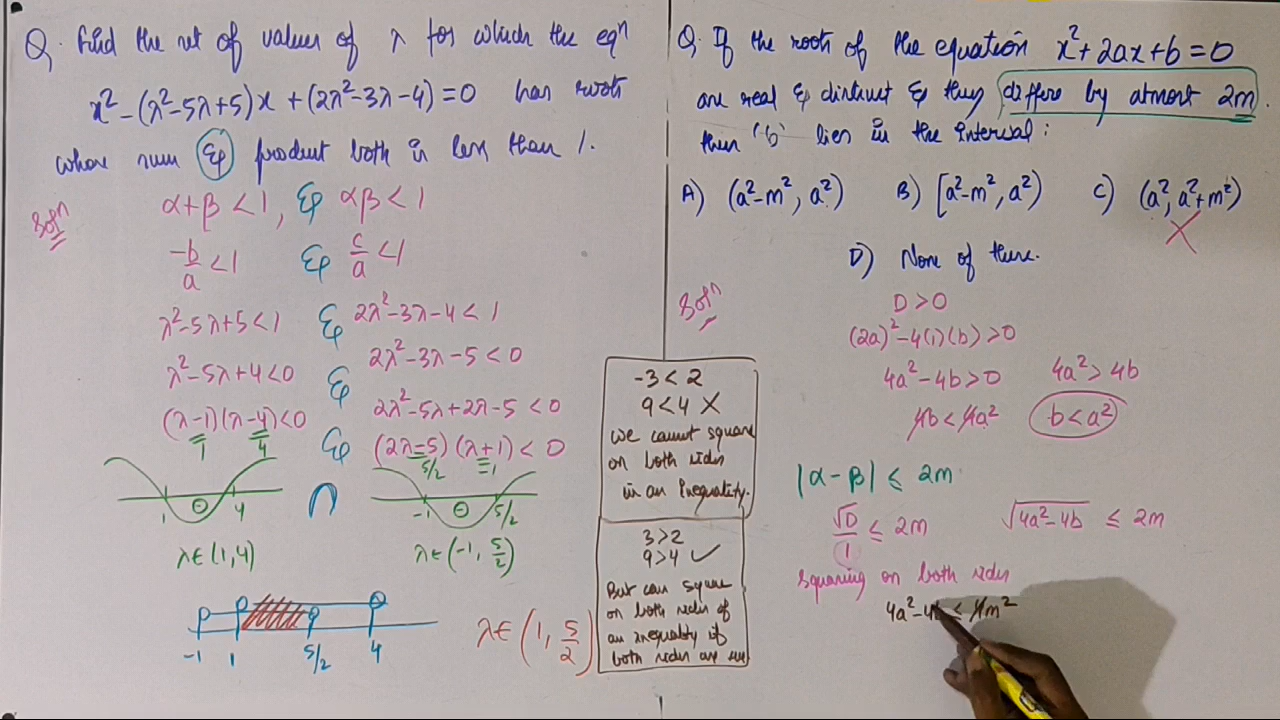 Q. Find the set of values of λ for which the eqⁿ
x² - (λ² - 5λ + 5)x + (2λ² - 3λ - 4) = 0 has roots
whose sum & product both is less than 1.
Solⁿ
α + β < 1, & αβ < 1
-b/a < 1 & c/a < 1
λ² - 5λ + 5 < 1 & 2λ² - 3λ - 4 < 1
λ² - 5λ + 4 < 0 & 2λ² - 3λ - 5 < 0
2λ² - 5λ + 2λ - 5 < 0
(λ - 1)(λ - 4) < 0 & (2λ - 5)(λ + 1) < 0
1 4 5/2 -1
1 ⊖ 4 ∩ -1 ⊖ 5/2
λ ∈ (1, 4) λ ∈ (-1, 5/2)
-1 1 5/2 4
λ ∈ (1, 5/2)
-3 < 2
9 < 4 X
we cannot square
on both sides
in an Inequality.
3 > 2
9 > 4 ✓
But can square
on both sides of
an inequality if
both sides are +ve
Q. If the roots of the equation x² + 2ax + b = 0
are real & distinct & they differs by atmost 2m.
then 'b' lies in the interval :
A) (a² - m², a²) B) [a² - m², a²) C) (a², a² + m²)
X
D) None of these.
Solⁿ
D > 0
(2a)² - 4(1)(b) > 0
4a² - 4b > 0 4a² > 4b
4b < 4a² b < a²
|α - β| ≤ 2m
√D/1 ≤ 2m √4a² - 4b ≤ 2m
Squaring on both sides
4a² - 4b ≤ 4m²